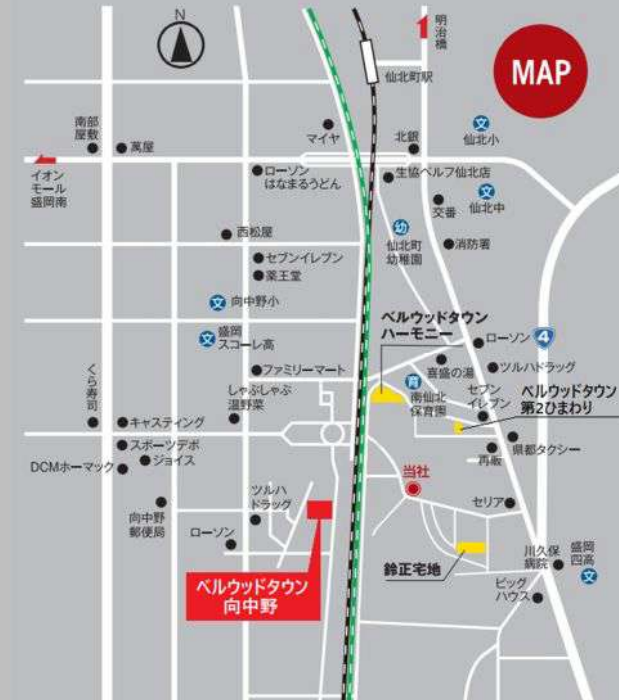 N
明治橋
MAP
仙北町駅
南部
屋敷
萬屋
マイヤ
北銀
文
仙北小
イオン
モール
盛岡南
ローソン
はなまるうどん
生協ベルフ仙北店
文
仙北中
交番
西松屋
幼
仙北町
幼稚園
消防署
セブンイレブン
薬王堂
文
向中野小
ベルウッドタウン
ハーモニー
文
盛岡
スコーレ高
ローソン
4
喜盛の湯
ツルハドラッグ
ファミリーマート
育
南仙北
保育園
セブン
イレブン
ベルウッドタウン
第2ひまわり
くら寿司
しゃぶしゃぶ
温野菜
キャスティング
スポーツデポ
県都タクシー
再販
DCMホーマック
ジョイス
当社
ツルハ
ドラッグ
セリア
向中野
郵便局
ローソン
鈴正宅地
川久保
病院
盛岡
四高
文
ベルウッドタウン
向中野
ビッグ
ハウス